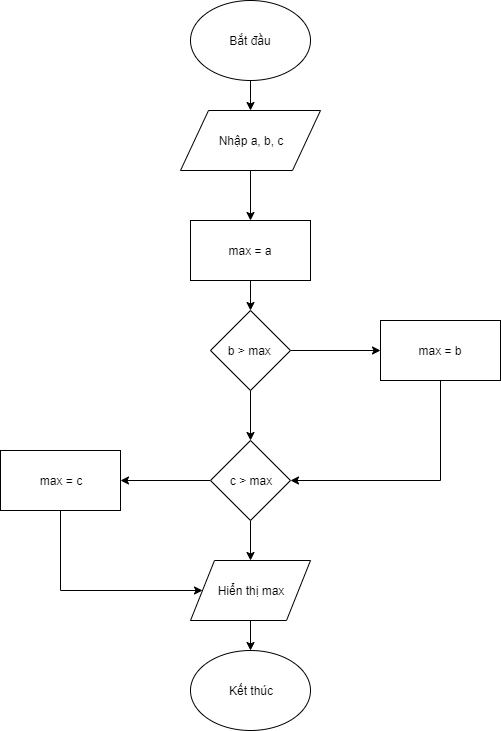 Bắt đầu
Nhập a, b, c
max = a
b > max
max = b
c > max
max = c
Hiển thị max
Kết thúc